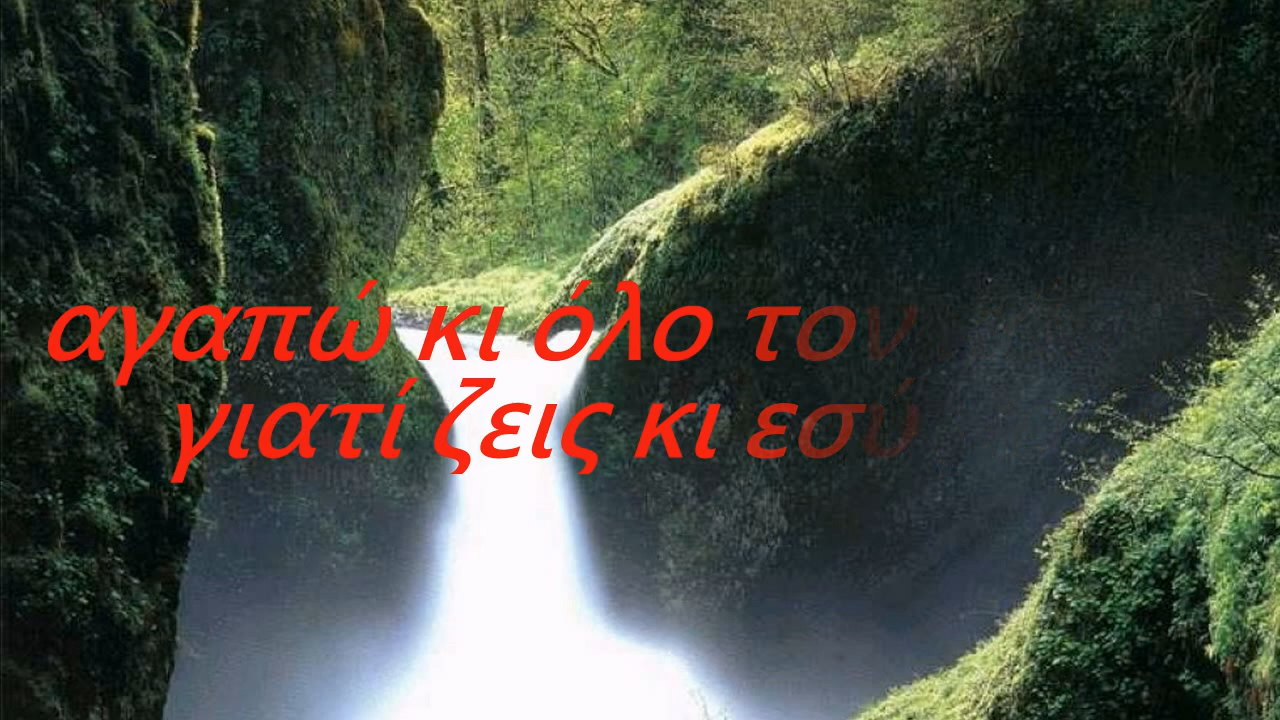 αγαπώ κι όλο τον
γιατί ζεις κι εσύ